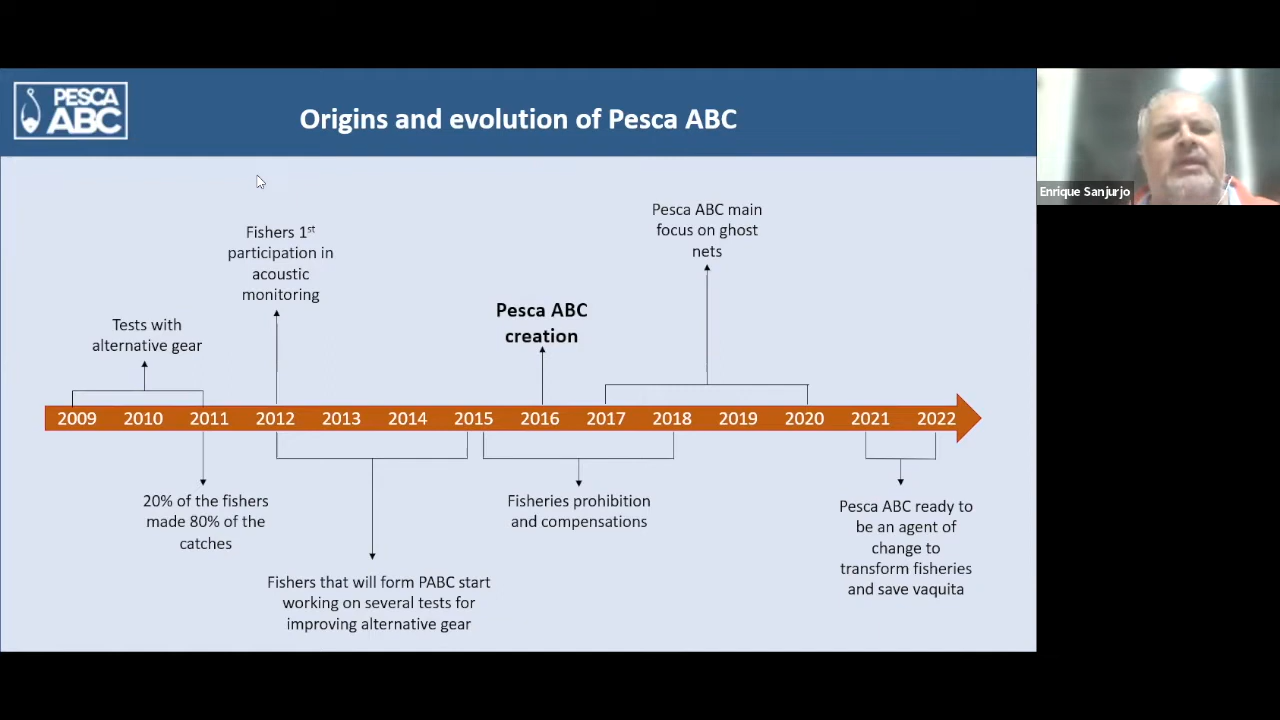 PESCA
ABC
Origins and evolution of Pesca ABC
Enrique Sanjurjo
Pesca ABC main
focus on ghost
nets
Fishers 1st
participation in
acoustic
monitoring
Pesca ABC
creation
Tests with
alternative gear
2009 2010 2011 2012 2013 2014 2015 2016 2017 2018 2019 2020 2021 2022
20% of the fishers
made 80% of the
catches
Fisheries prohibition
and compensations
Pesca ABC ready to
be an agent of
change to
transform fisheries
and save vaquita
Fishers that will form PABC start
working on several tests for
improving alternative gear